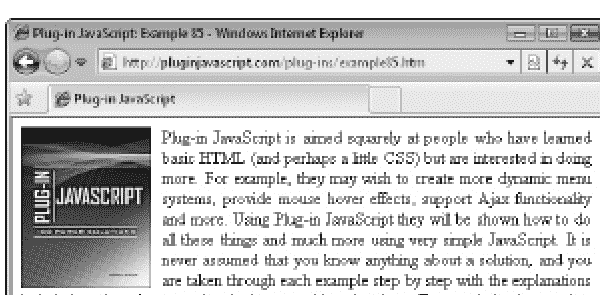 Plug-in JavaScript: Example 85 - Windows Internet Explorer
http://pluginjavascript.com/plug-ins/example85.htm
Plug-in JavaScript
PLUG-IN
JAVASCRIPT
Plug-in JavaScript is aimed squarely at people who have learned
basic HTML (and perhaps a little CSS) but are interested in doing
more. For example, they may wish to create more dynamic menu
systems, provide mouse hover effects, support Ajax functionality
and more. Using Plug-in JavaScript they will be shown how to do
all these things and much more using very simple JavaScript. It is
never assumed that you know anything about a solution, and you
are taken through each example step by step with the explanations